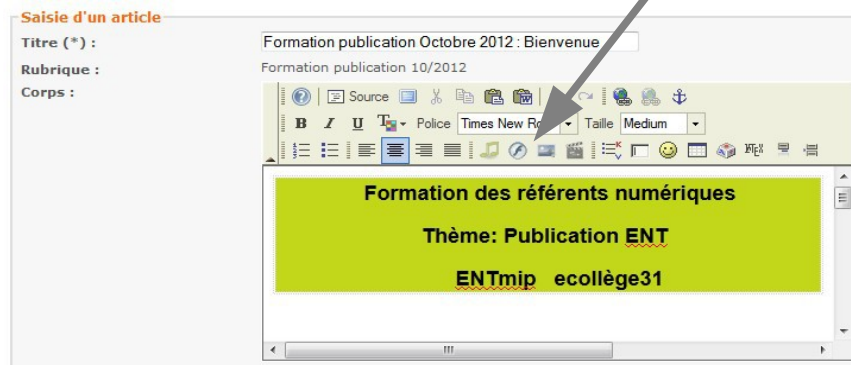 Saisie d'un article
Titre (*) : Formation publication Octobre 2012 : Bienvenue
Rubrique : Formation publication 10/2012
Corps :
Source
B I U T Police Times New Ro Taille Medium
Formation des référents numériques
Thème: Publication ENT
ENTmip ecollège31